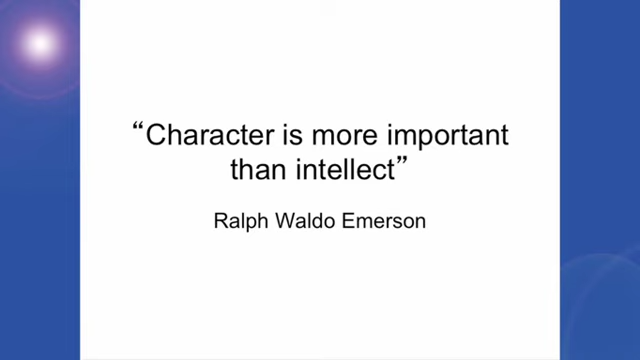 “Character is more important
than intellect”
Ralph Waldo Emerson